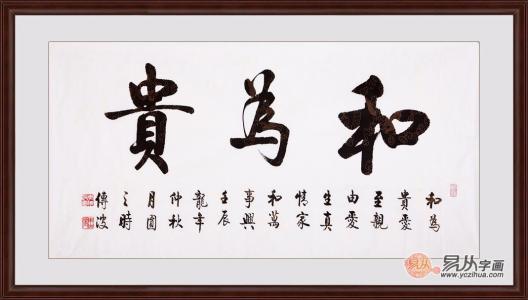 和為貴
和為
貴愛
至親
由愛
生真
情家
和萬
事興
壬辰
龍年
仲秋
月圓
之時
傳波
易从字画
www.yczihua.com